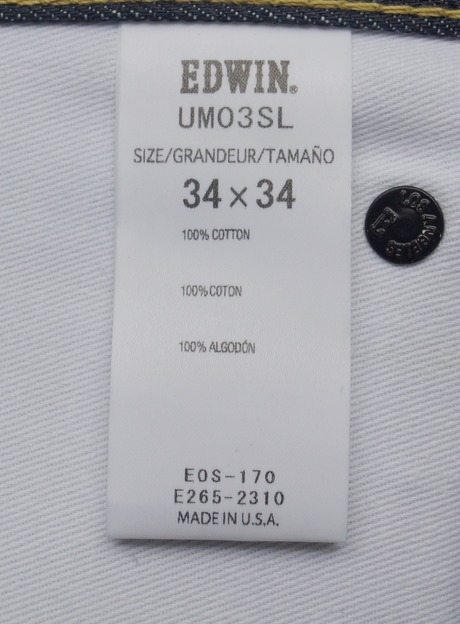 EDWIN®
UM03SL
SIZE/GRANDEUR/TAMAÑO
34 × 34
100% COTTON
100% COTON
100% ALGODÓN
EOS-170
E265-2310
MADE IN U.S.A.